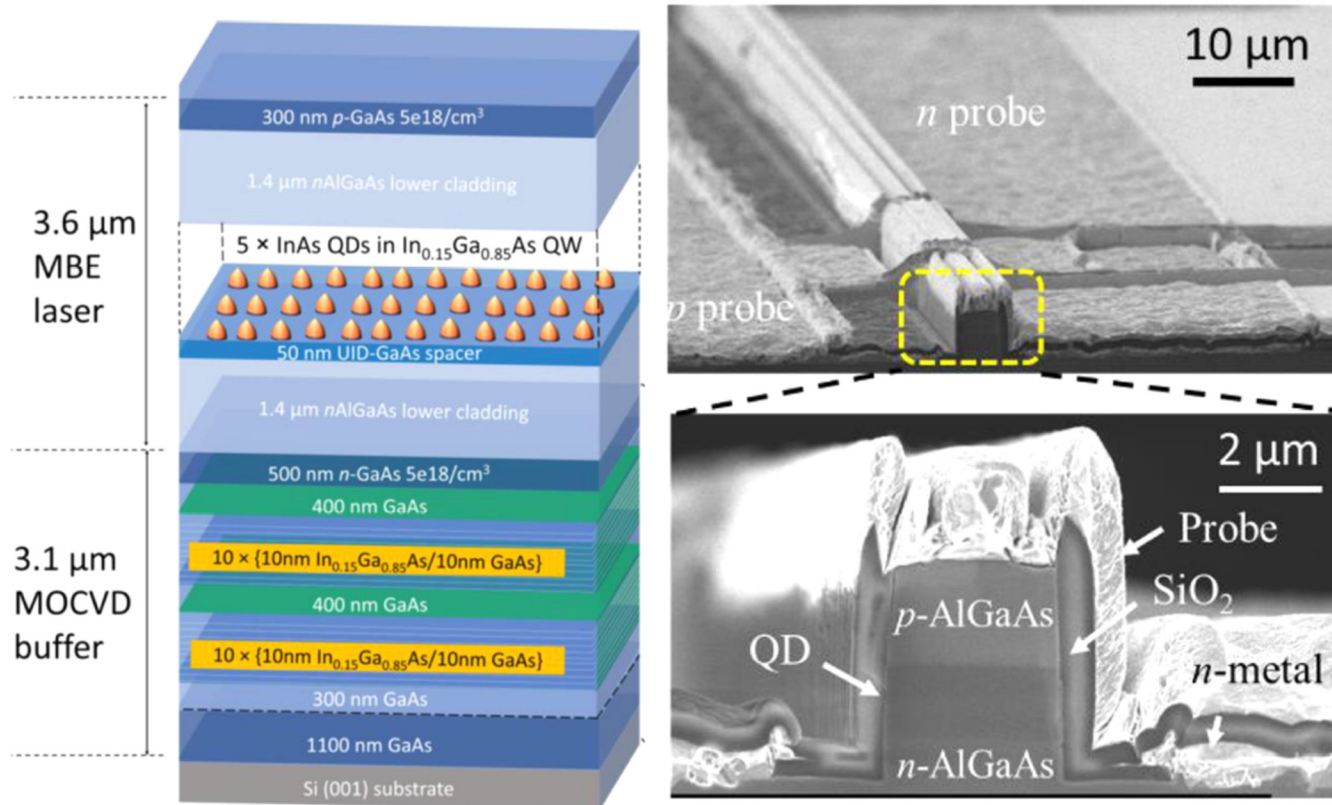 3.6 µm
MBE
laser
3.1 µm
MOCVD
buffer
300 nm p-GaAs 5e18/cm³
1.4 µm nAlGaAs lower cladding
5 × InAs QDs in In₀.₁₅Ga₀.₈₅As QW
50 nm UID-GaAs spacer
1.4 µm nAlGaAs lower cladding
500 nm n-GaAs 5e18/cm³
400 nm GaAs
10 × {10nm In₀.₁₅Ga₀.₈₅As/10nm GaAs}
400 nm GaAs
10 × {10nm In₀.₁₅Ga₀.₈₅As/10nm GaAs}
300 nm GaAs
1100 nm GaAs
Si (001) substrate
10 µm
n probe
p probe
2 µm
Probe
SiO₂
p-AlGaAs
QD
n-metal
n-AlGaAs